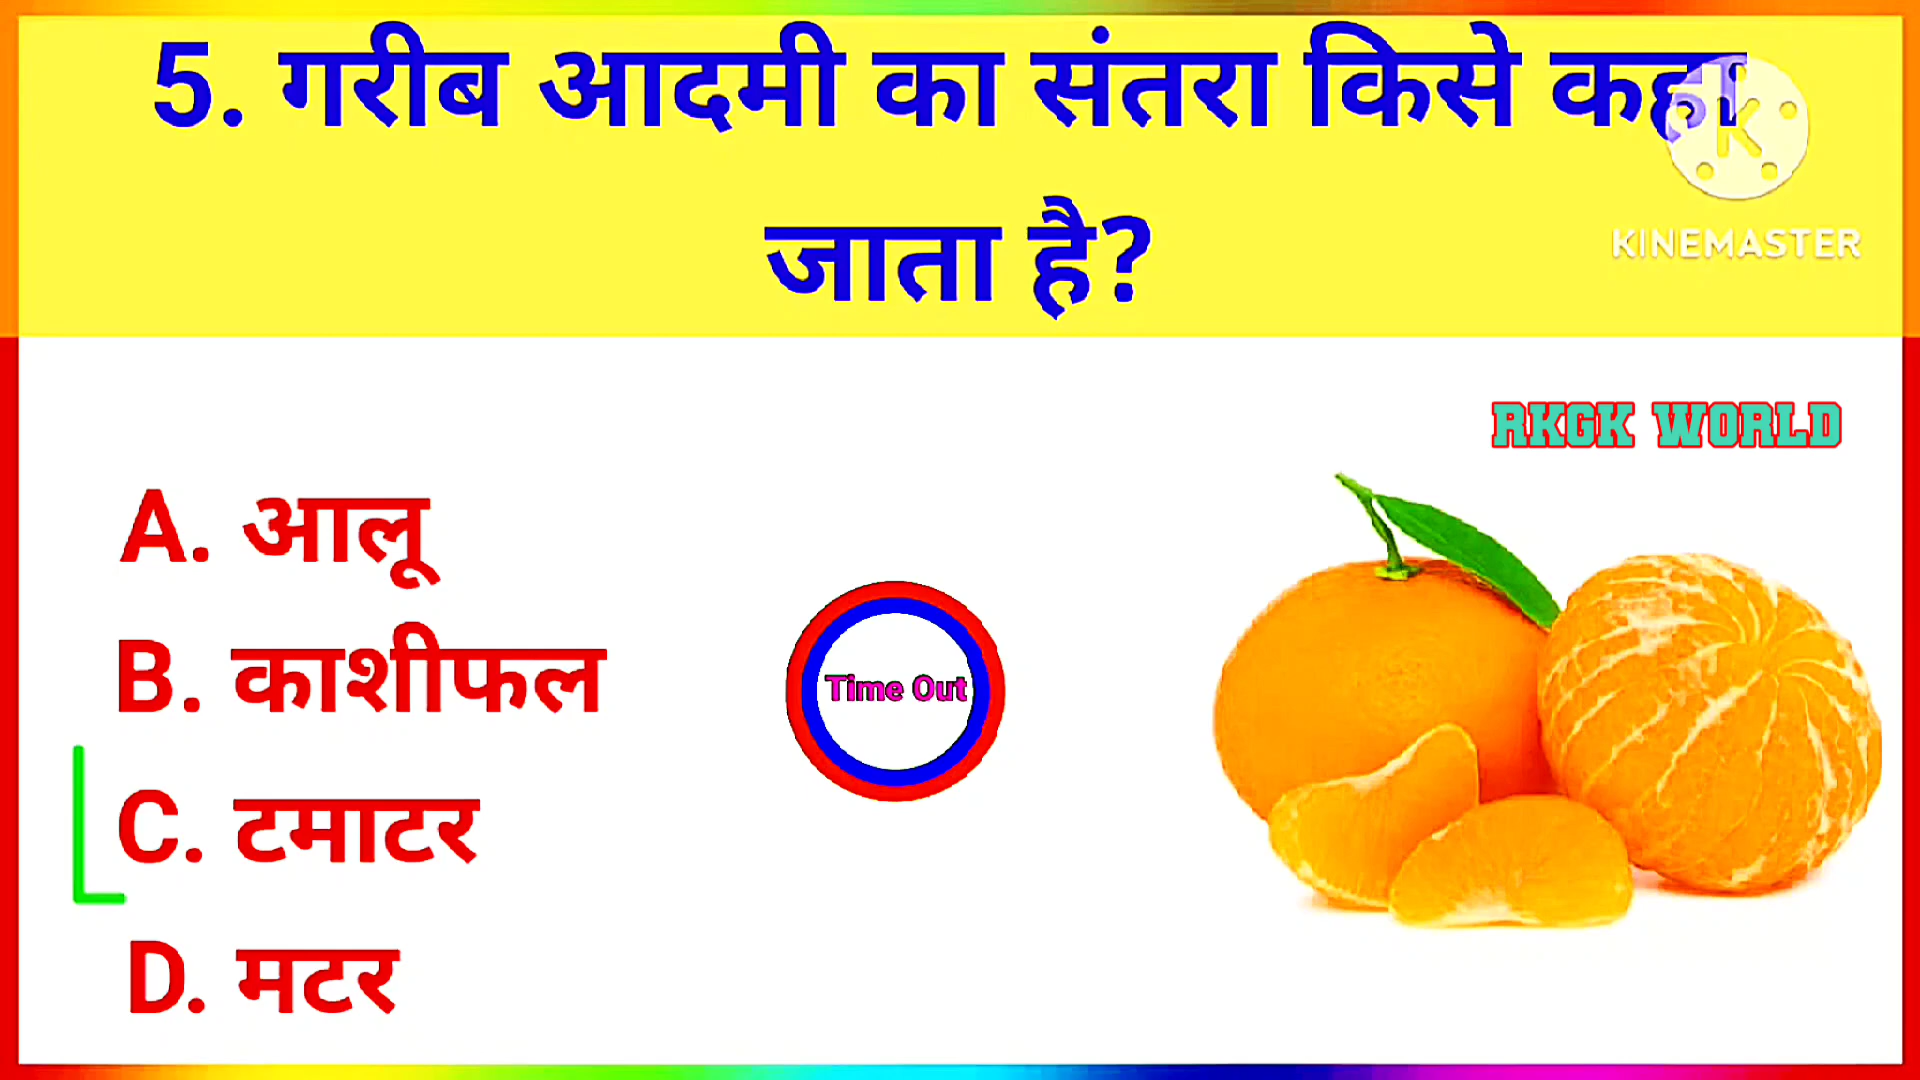 5. गरीब आदमी का संतरा किसे कहा
जाता है?
KINEMASTER
RKGK WORLD
A. आलू
B. काशीफल
Time Out
C. टमाटर
D. मटर